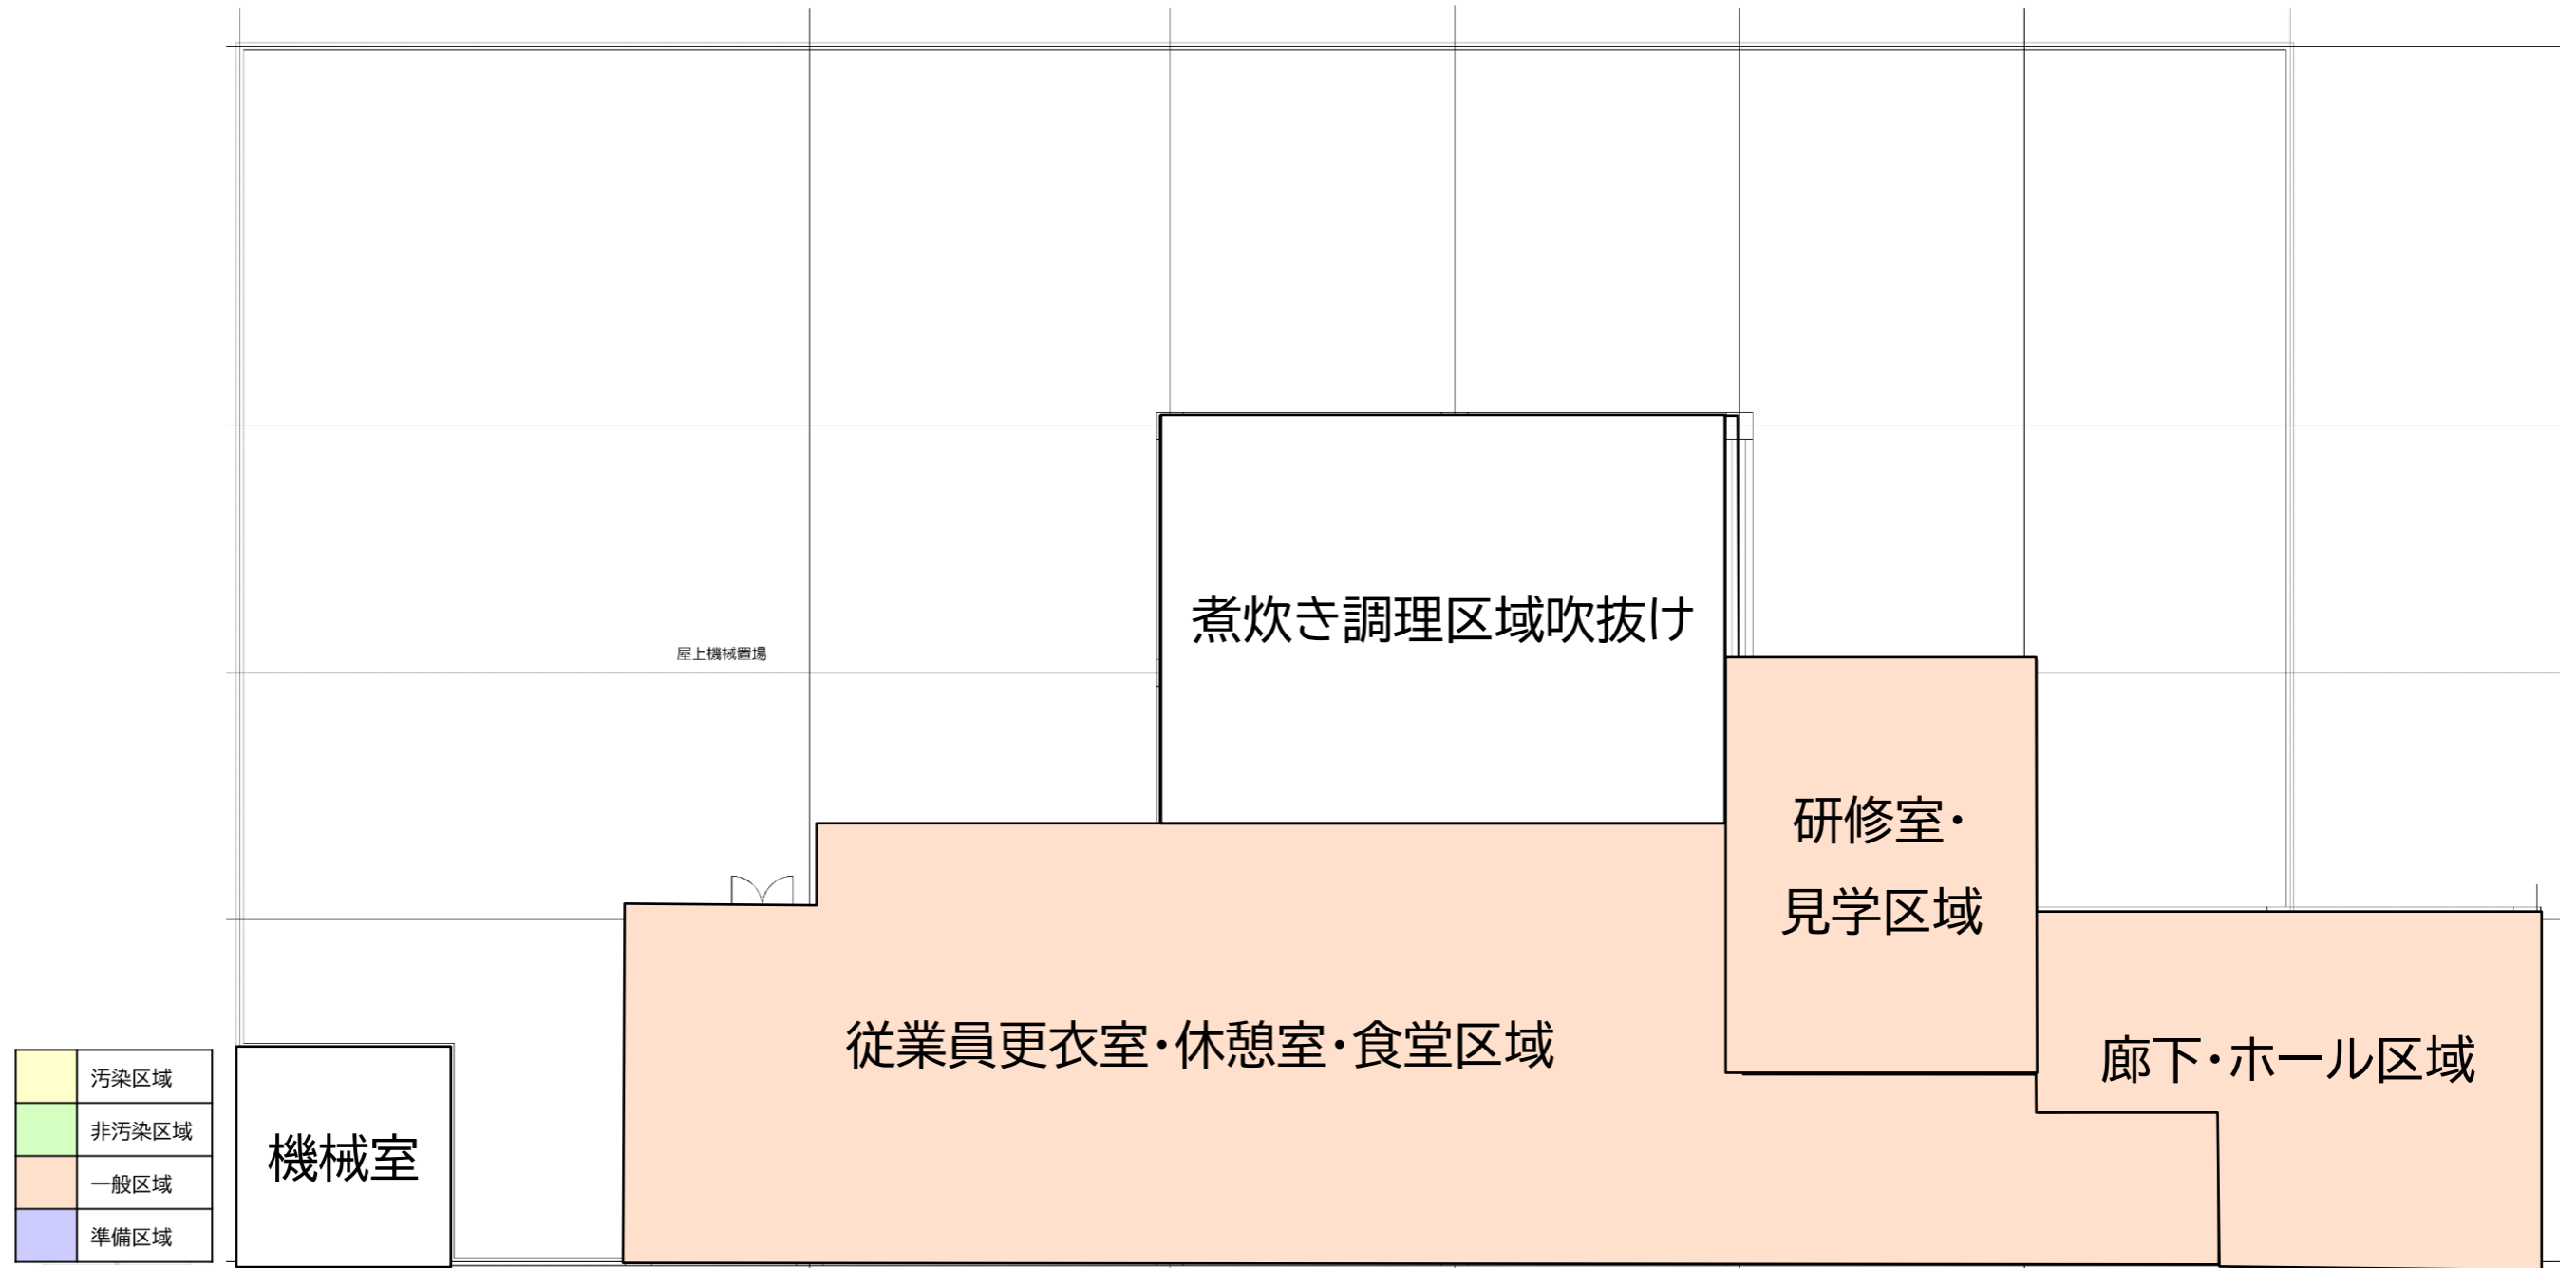 煮炊き調理区域吹抜け
屋上機械置場
研修室・
見学区域
従業員更衣室・休憩室・食堂区域
廊下・ホール区域
機械室
汚染区域
非汚染区域
一般区域
準備区域